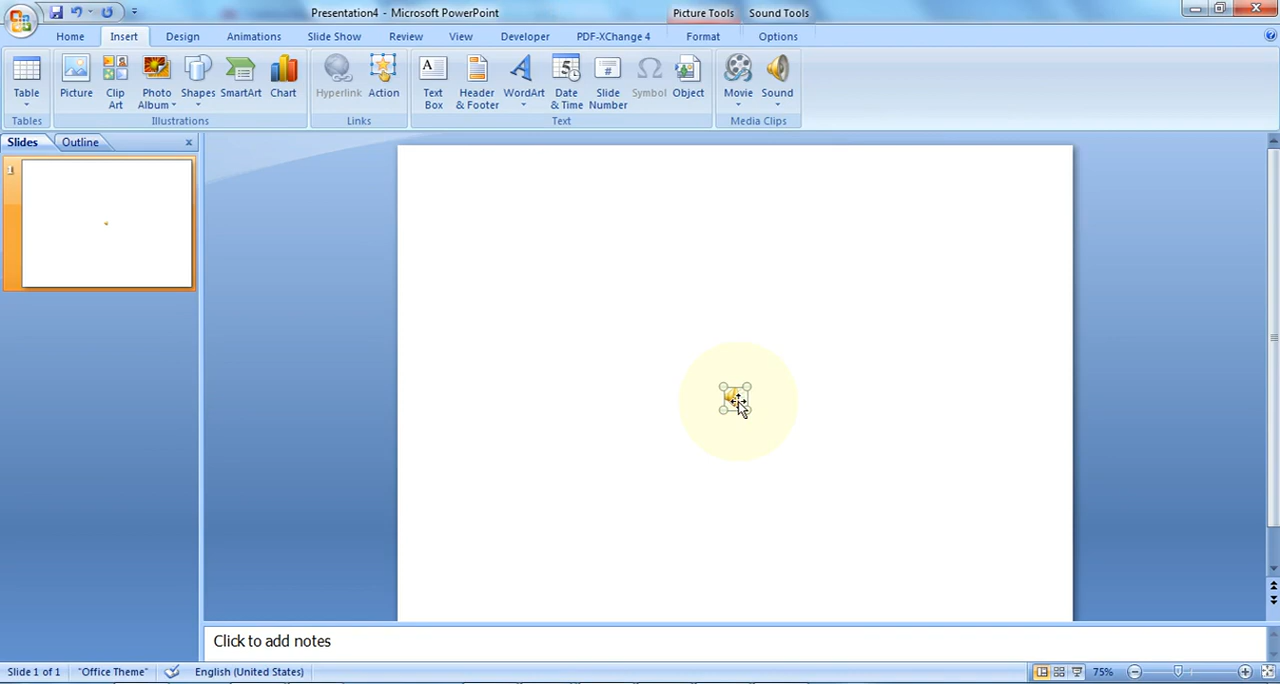 Presentation4 - Microsoft PowerPoint
Picture Tools
Sound Tools
Home
Insert
Design
Animations
Slide Show
Review
View
Developer
PDF-XChange 4
Format
Options
Table
Picture
Clip Art
Photo Album
Shapes
SmartArt
Chart
Hyperlink
Action
Text Box
Header & Footer
WordArt
Date & Time
Slide Number
Symbol
Object
Movie
Sound
Tables
Illustrations
Links
Text
Media Clips
Slides
Outline
1
Click to add notes
Slide 1 of 1
"Office Theme"
English (United States)
75%